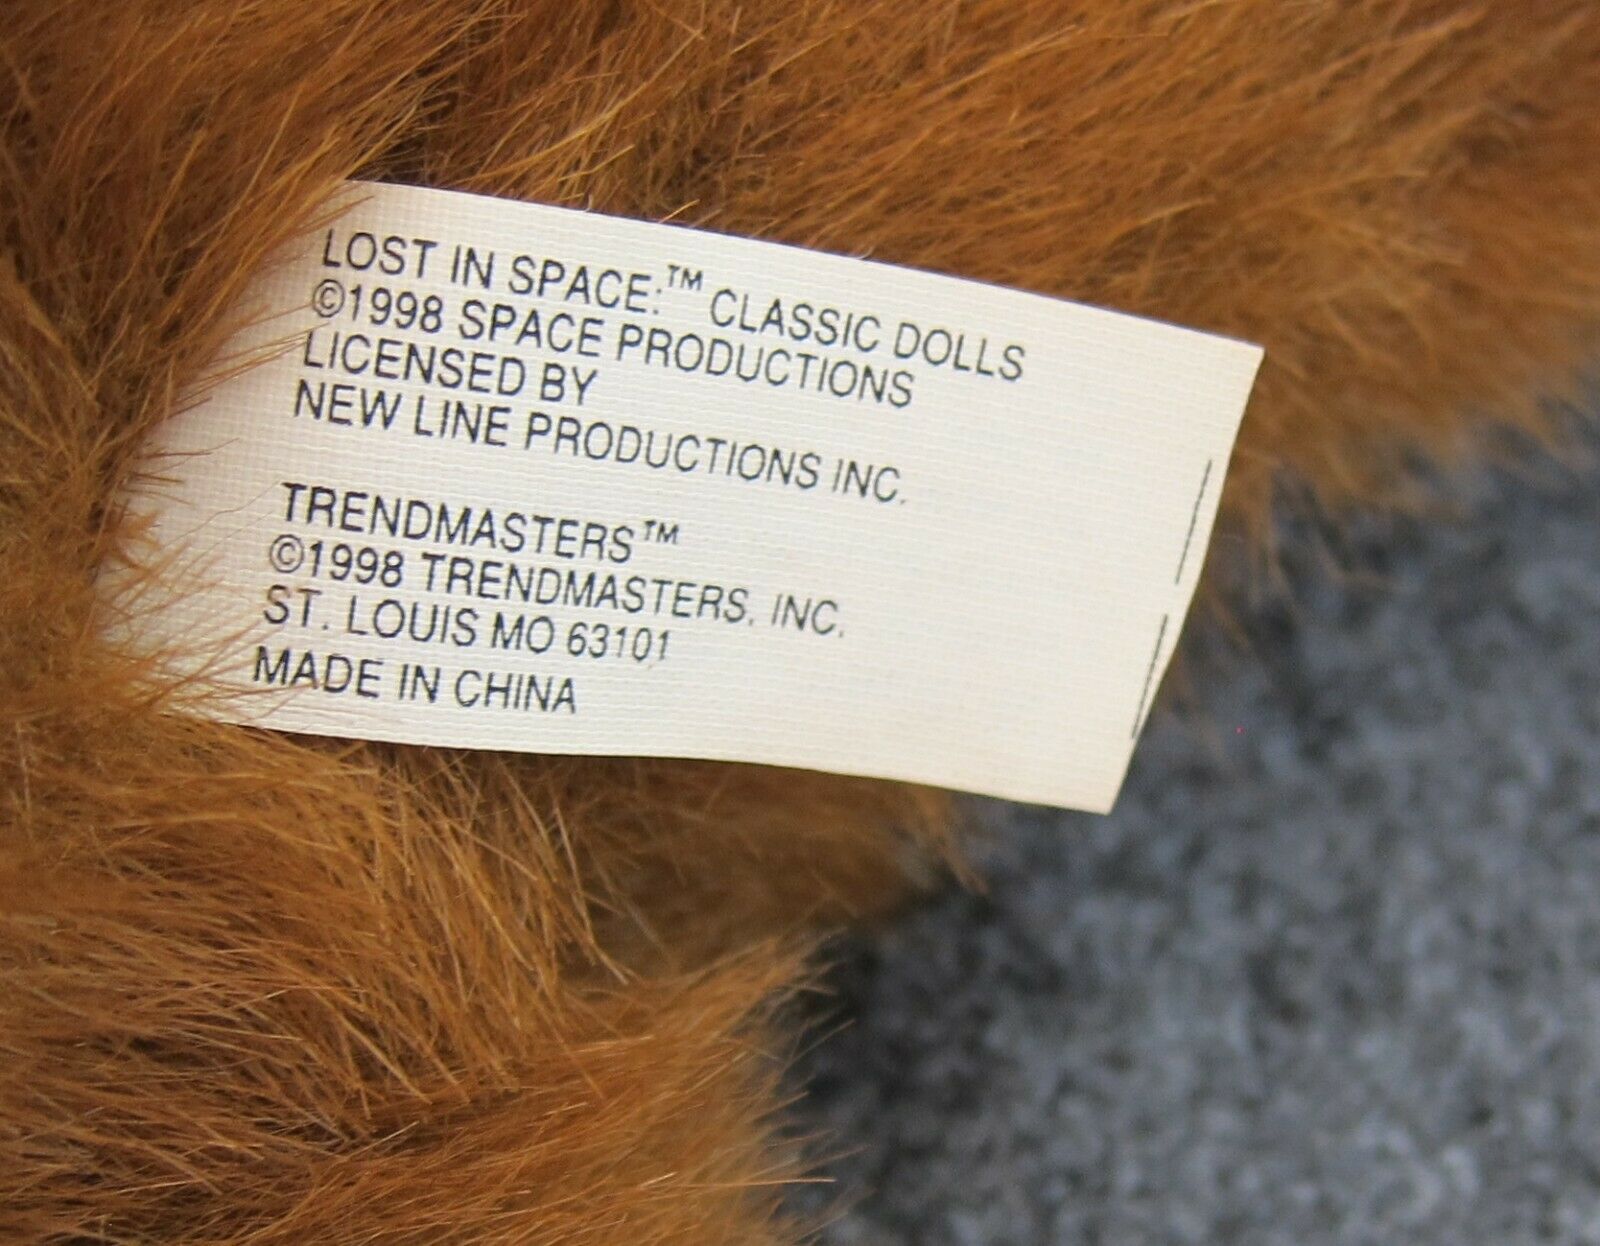 LOST IN SPACE:™ CLASSIC DOLLS
©1998 SPACE PRODUCTIONS
LICENSED BY
NEW LINE PRODUCTIONS INC.
TRENDMASTERS™
©1998 TRENDMASTERS, INC.
ST. LOUIS MO 63101
MADE IN CHINA